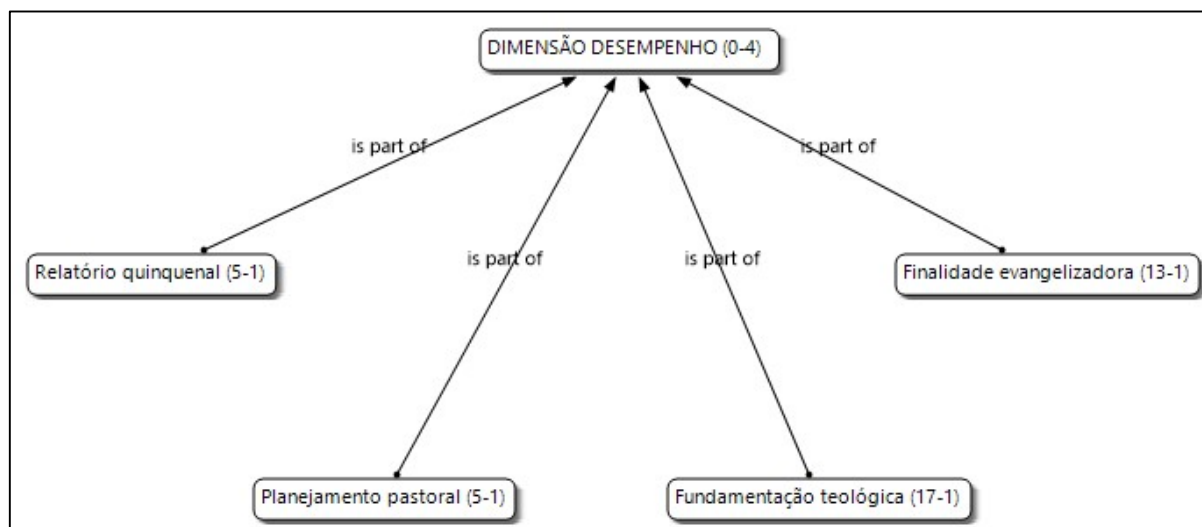 DIMENSÃO DESEMPENHO (0-4)
is part of
is part of
is part of
is part of
Relatório quinquenal (5-1)
Finalidade evangelizadora (13-1)
Planejamento pastoral (5-1)
Fundamentação teológica (17-1)